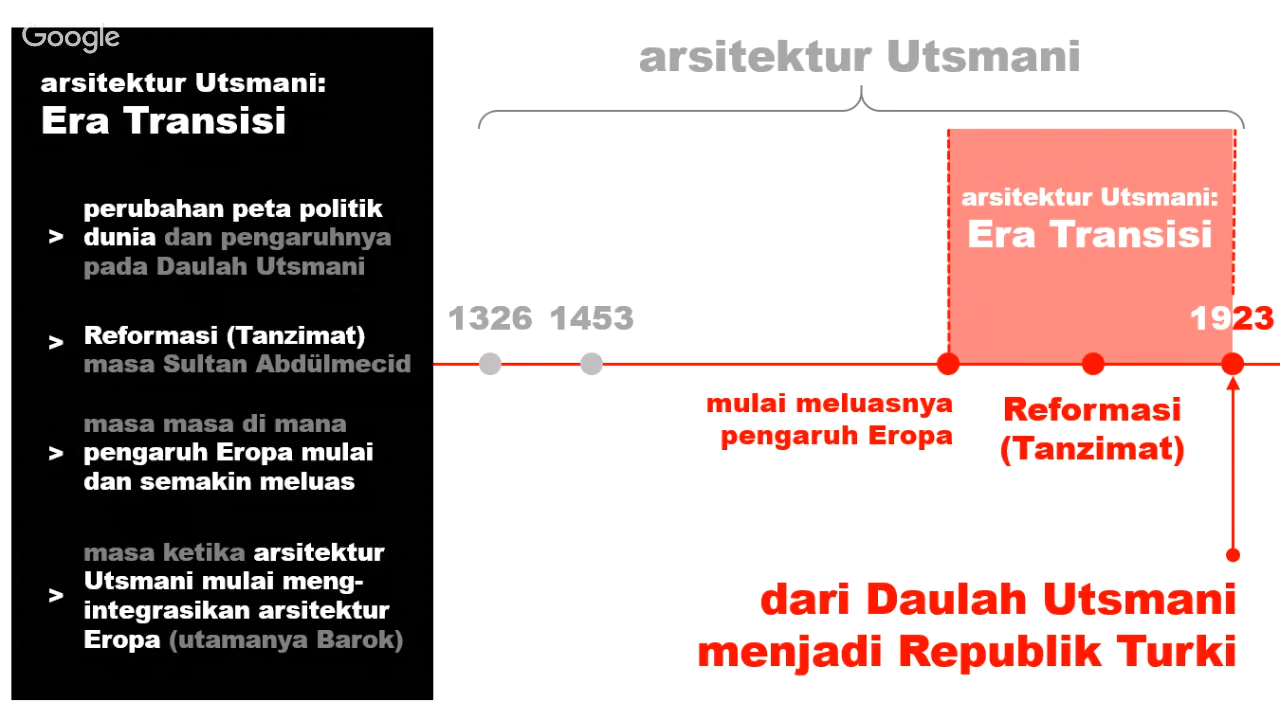 Google
arsitektur Utsmani:
Era Transisi
> perubahan peta politik
dunia dan pengaruhnya
pada Daulah Utsmani
> Reformasi (Tanzimat)
masa Sultan Abdülmecid
> masa masa di mana
pengaruh Eropa mulai
dan semakin meluas
> masa ketika arsitektur
Utsmani mulai meng-
integrasikan arsitektur
Eropa (utamanya Barok)
arsitektur Utsmani
arsitektur Utsmani:
Era Transisi
1326 1453 1923
mulai meluasnya
pengaruh Eropa
Reformasi
(Tanzimat)
dari Daulah Utsmani
menjadi Republik Turki